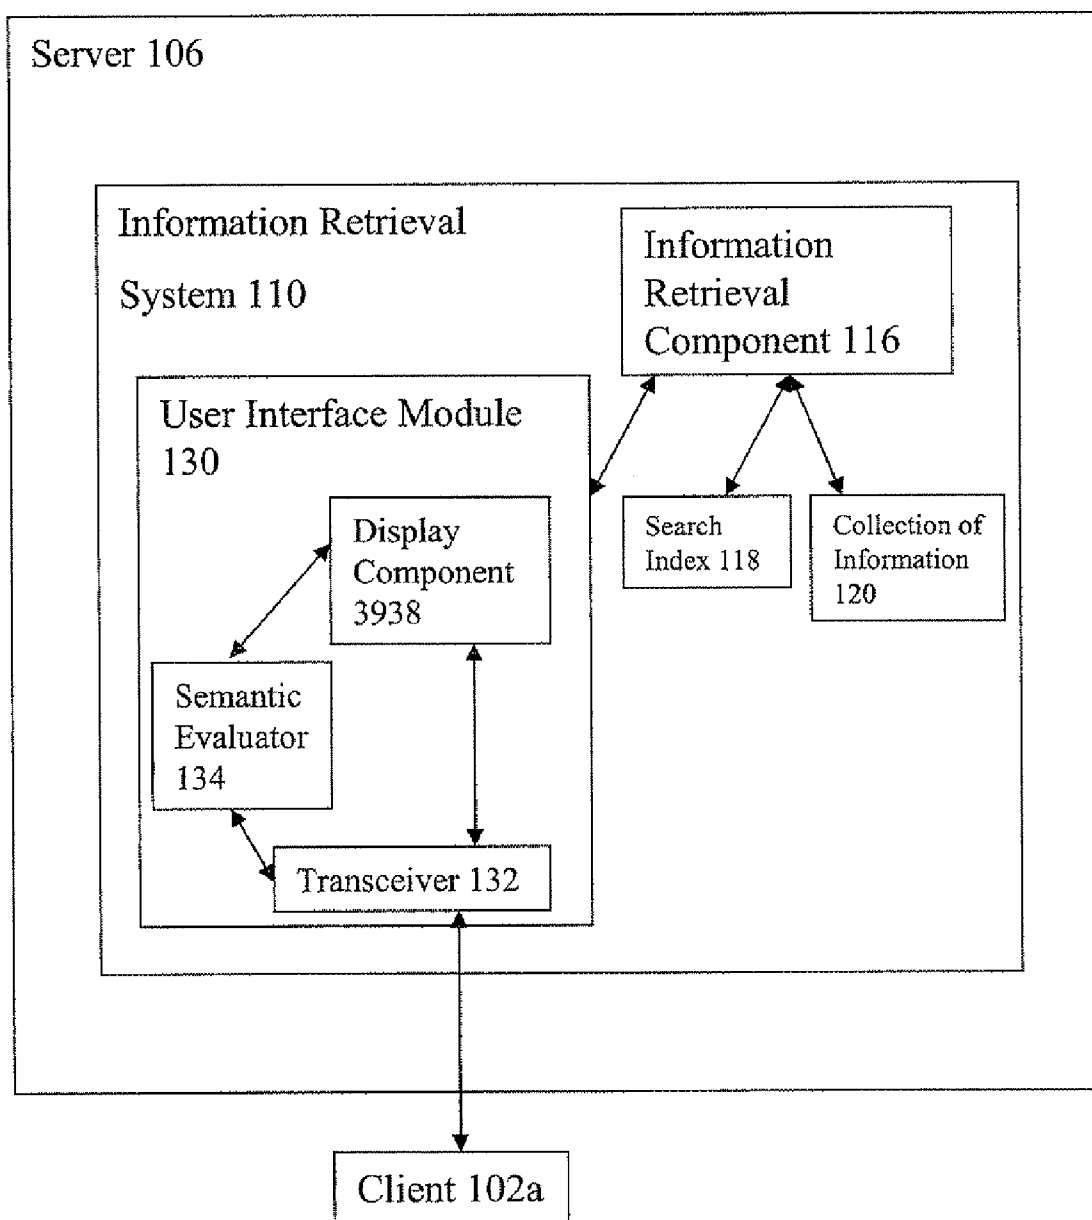 Server 106
Information Retrieval
System 110
Information
Retrieval
Component 116
User Interface Module
130
Display
Component
3938
Search
Index 118
Collection of
Information
120
Semantic
Evaluator
134
Transceiver 132
Client 102a